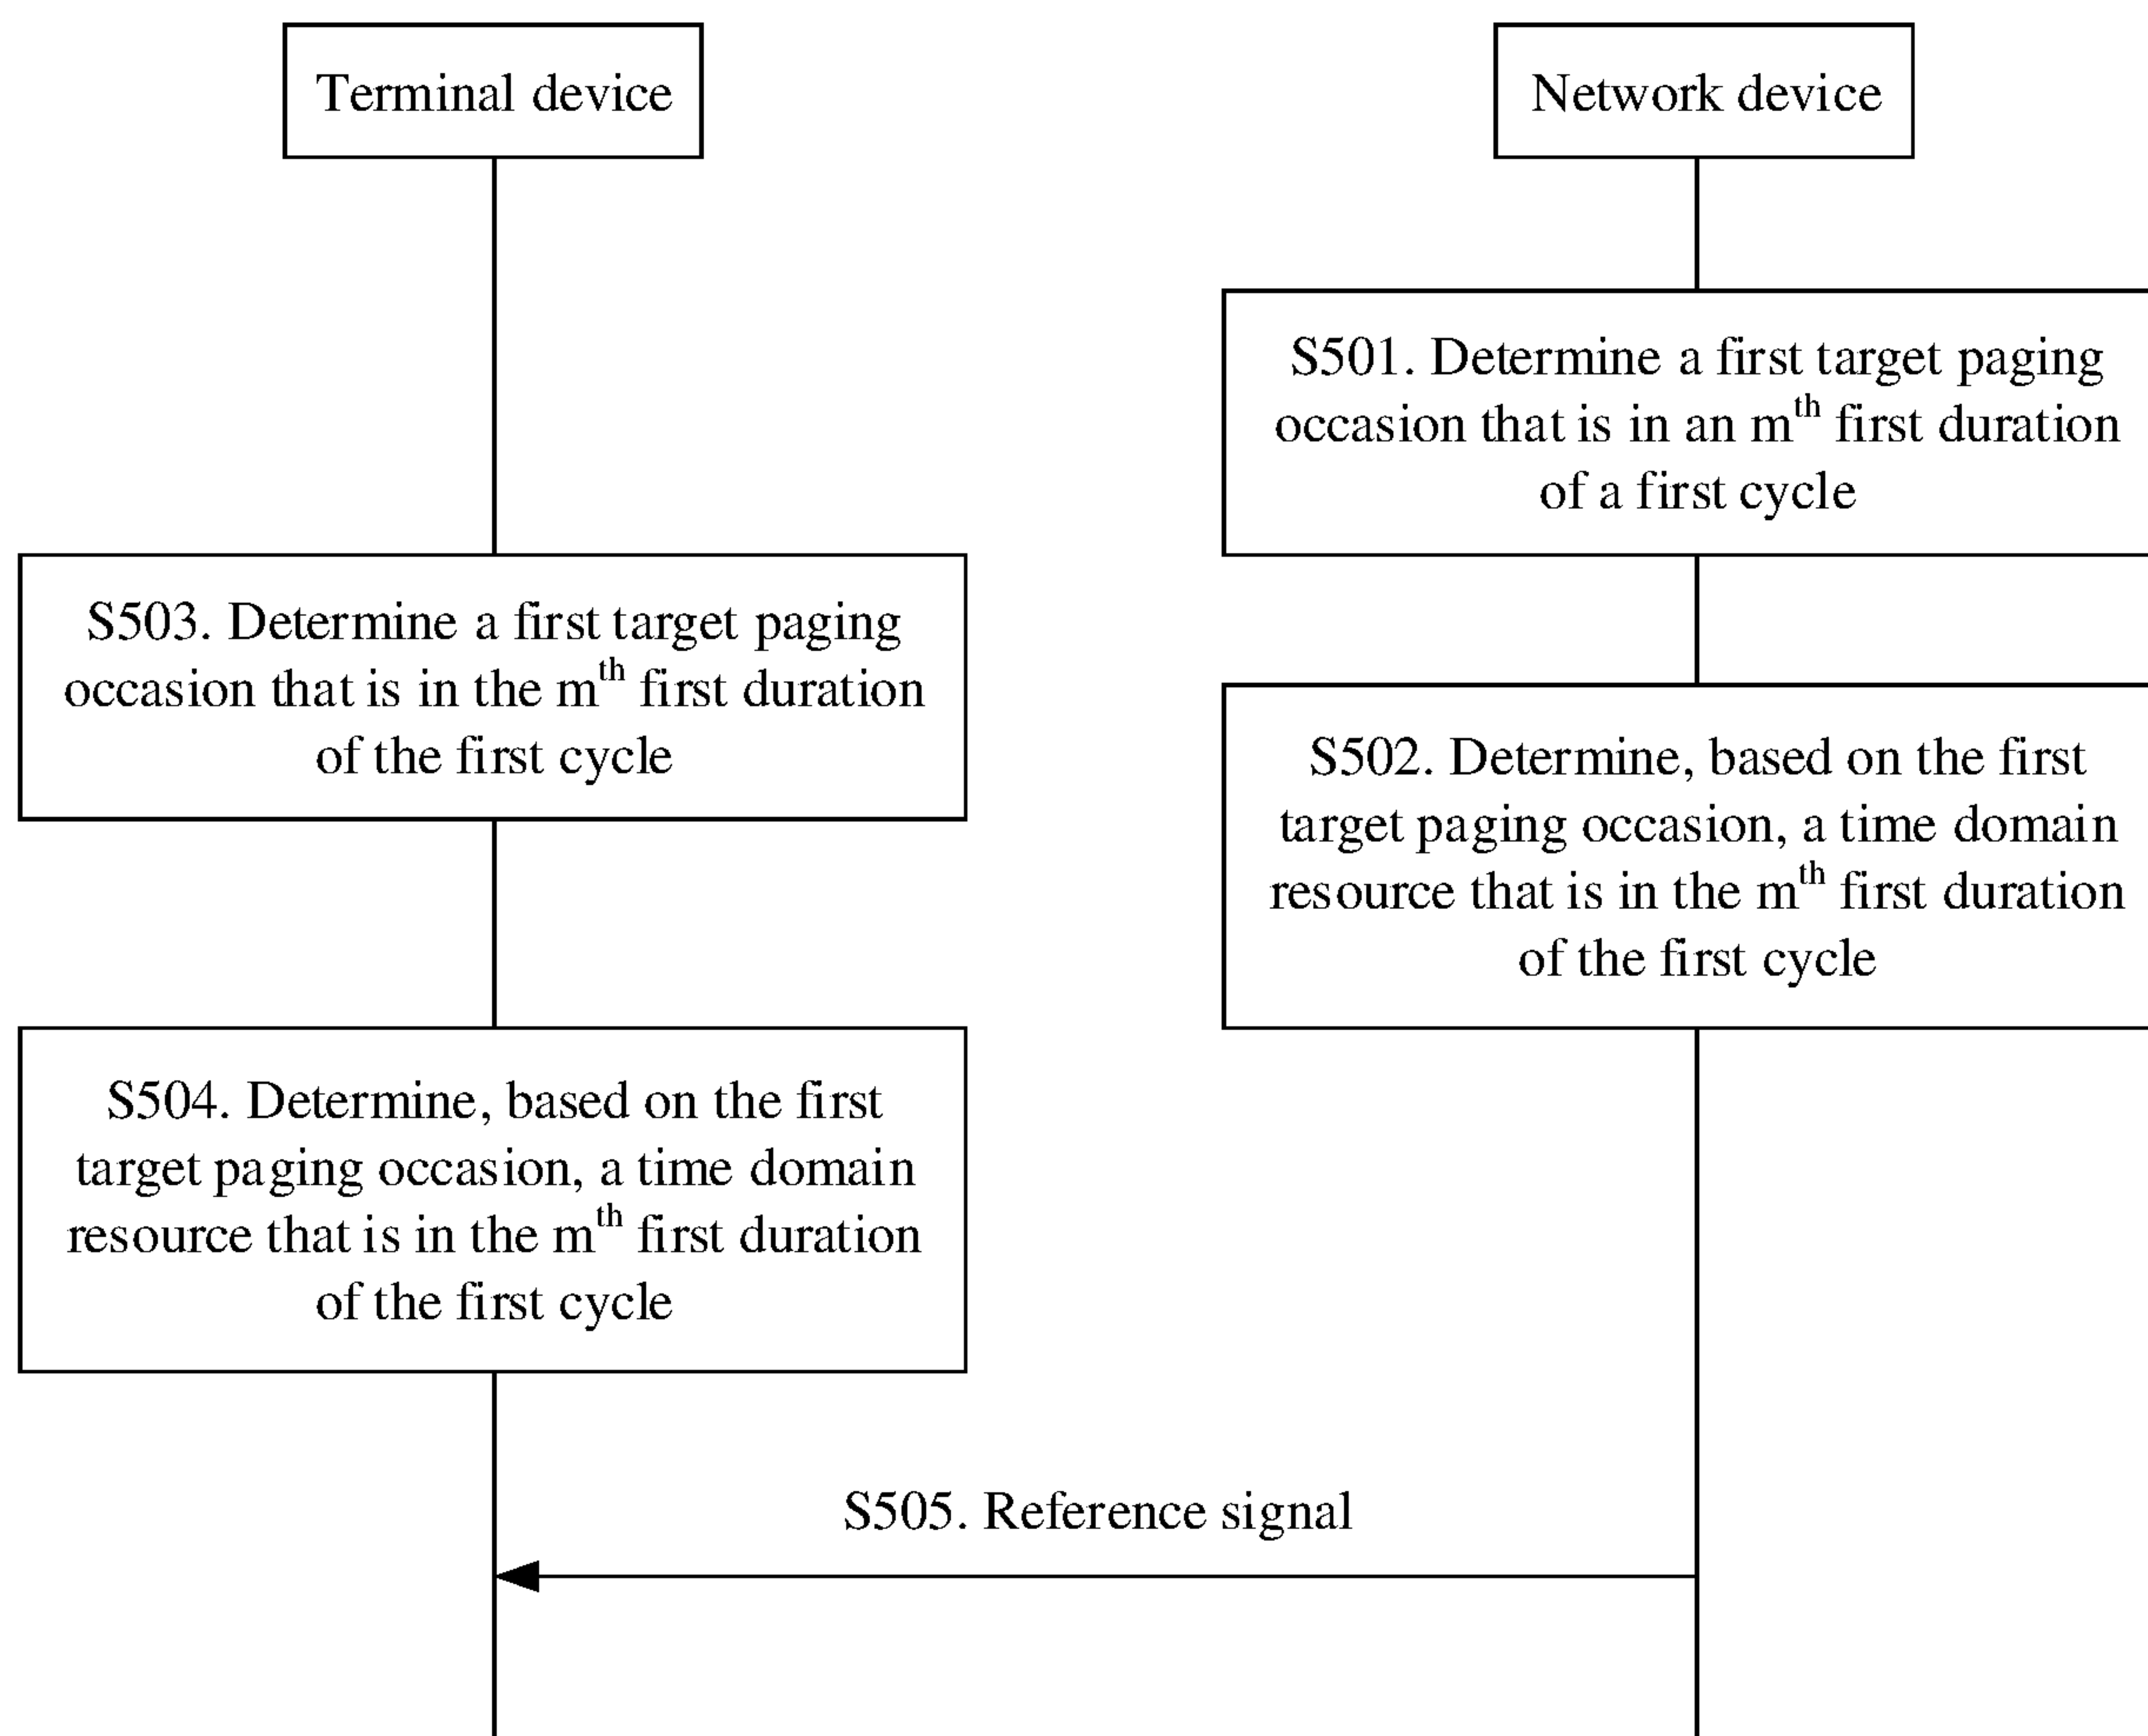 Terminal device
Network device
S501. Determine a first target paging
occasion that is in an mth first duration
of a first cycle
S503. Determine a first target paging
occasion that is in the mth first duration
of the first cycle
S502. Determine, based on the first
target paging occasion, a time domain
resource that is in the mth first duration
of the first cycle
S504. Determine, based on the first
target paging occasion, a time domain
resource that is in the mth first duration
of the first cycle
S505. Reference signal